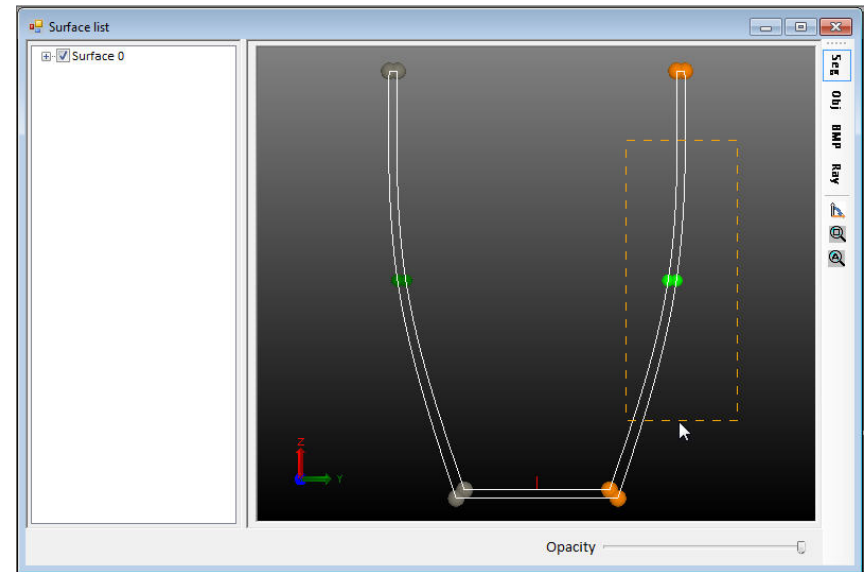 Surface list
Surface 0
Seg
Obj
BMP
Ray
Z
Y
Opacity